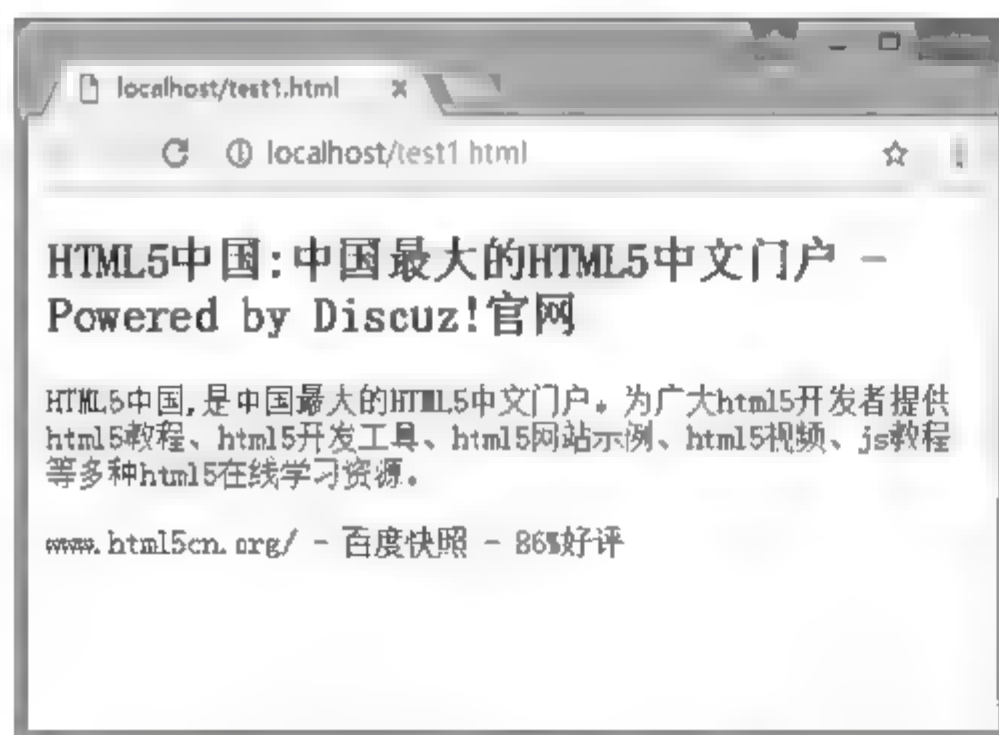 localhost/test1.html
localhost/test1 html
HTML5中国:中国最大的HTML5中文门户 -
Powered by Discuz!官网
HTML5中国,是中国最大的HTML5中文门户。为广大html5开发者提供
html5教程、html5开发工具、html5网站示例、html5视频、js教程
等多种html5在线学习资源。
www.html5cn.org/ - 百度快照 - 86%好评